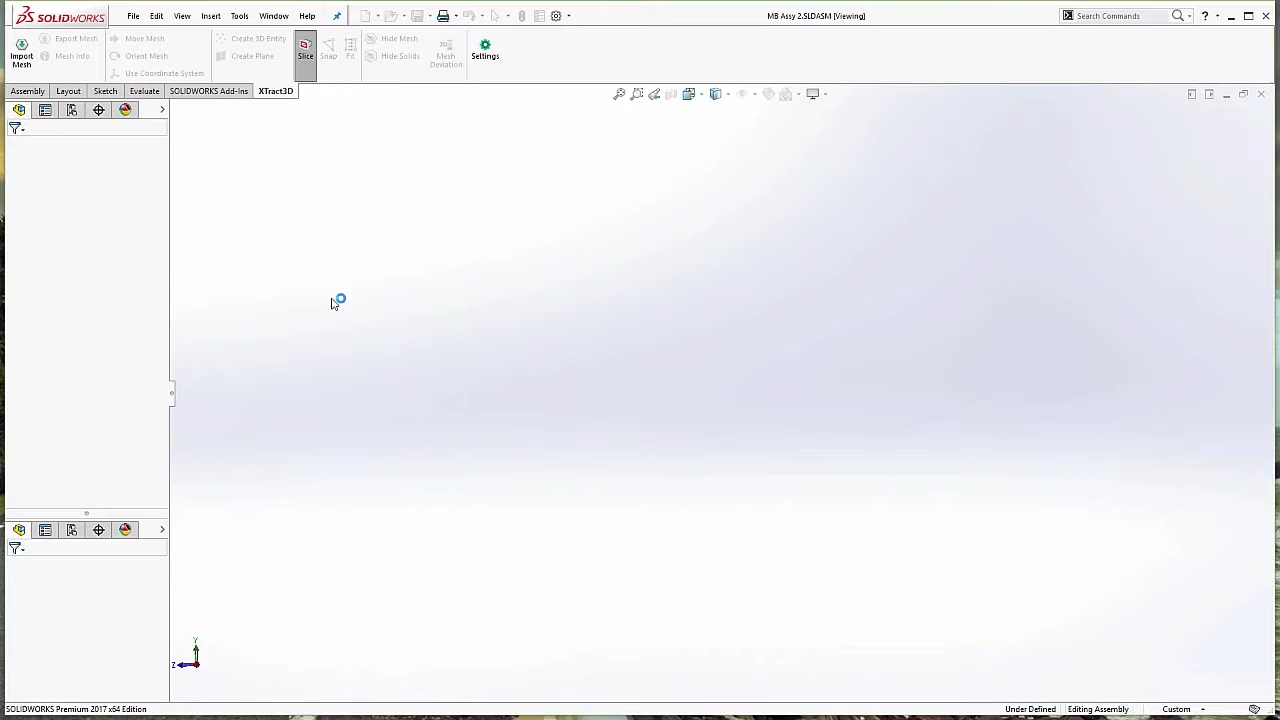 SOLIDWORKS
File Edit View Insert Tools Window Help
MB Assy 2.SLDASM [Viewing]
Search Commands
?
Import Mesh
Export Mesh
Mesh Info
Move Mesh
Orient Mesh
Use Coordinate System
Create 3D Entity
Create Plane
Slice
Snap
Fit
Hide Mesh
Hide Solids
Mesh Deviation
Settings
Assembly Layout Sketch Evaluate SOLIDWORKS Add-Ins XTract3D
Y
Z
SOLIDWORKS Premium 2017 x64 Edition
Under Defined Editing Assembly Custom